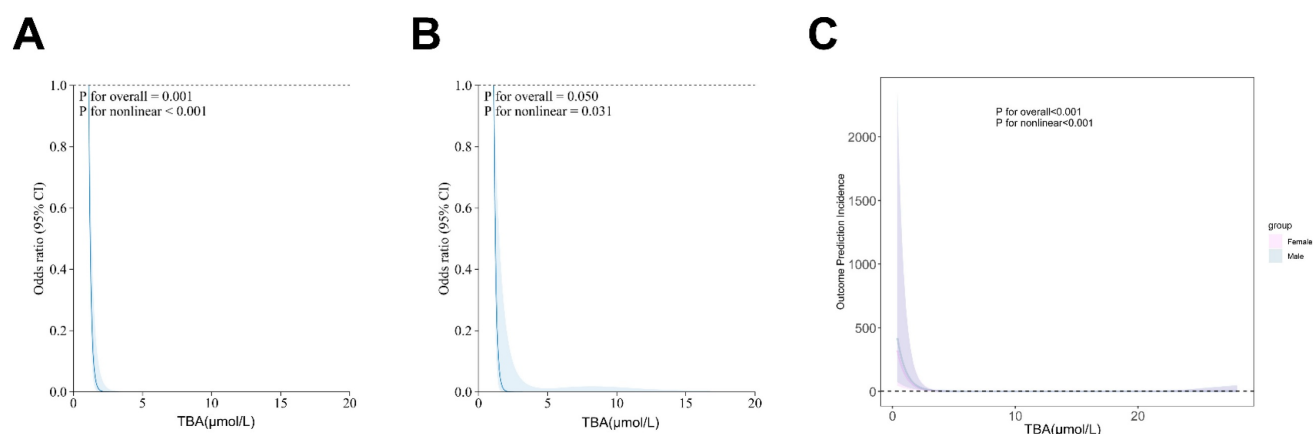 A
P for overall = 0.001
P for nonlinear < 0.001
Odds ratio (95% CI)
1.0
0.8
0.6
0.4
0.2
0.0
0
5
10
15
20
TBA(μmol/L)
B
P for overall = 0.050
P for nonlinear = 0.031
Odds ratio (95% CI)
1.0
0.8
0.6
0.4
0.2
0.0
0
5
10
15
20
TBA(μmol/L)
C
P for overall<0.001
P for nonlinear<0.001
Outcome Prediction Incidence
2000
1500
1000
500
0
0
10
20
TBA(μmol/L)
group
Female
Male